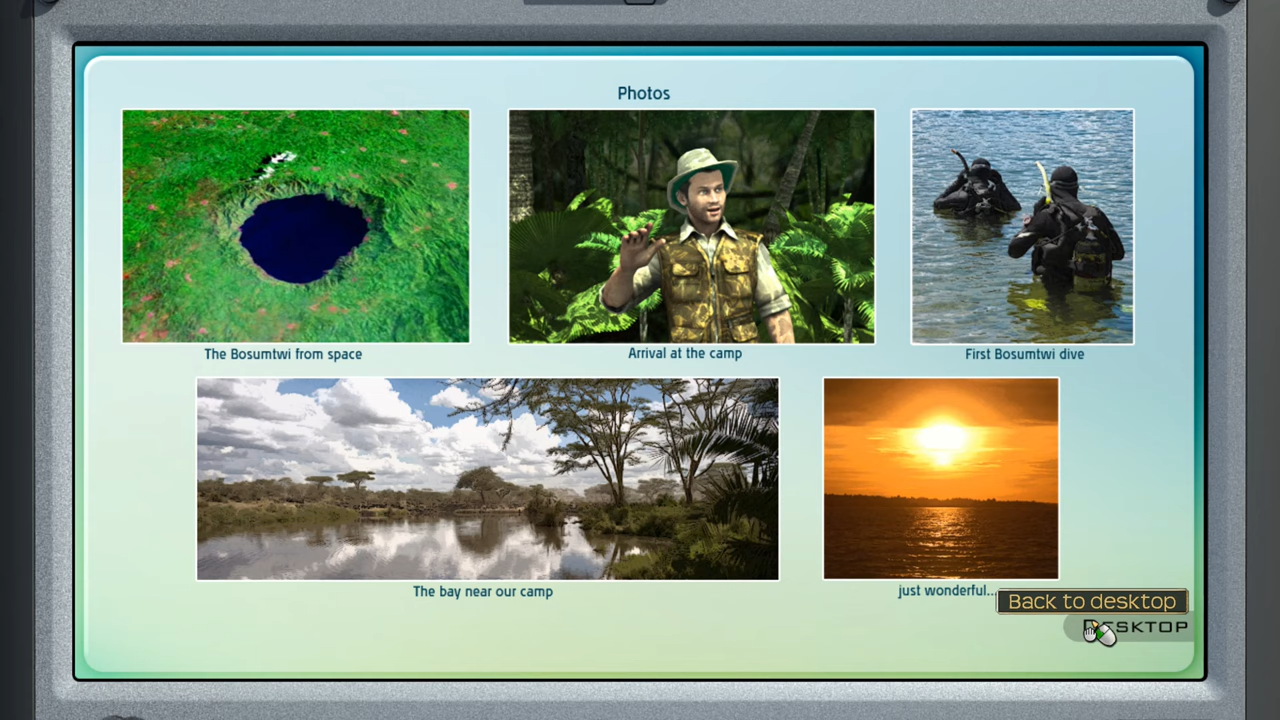 Photos
The Bosumtwi from space
Arrival at the camp
First Bosumtwi dive
The bay near our camp
just wonderful...
Back to desktop
DESKTOP